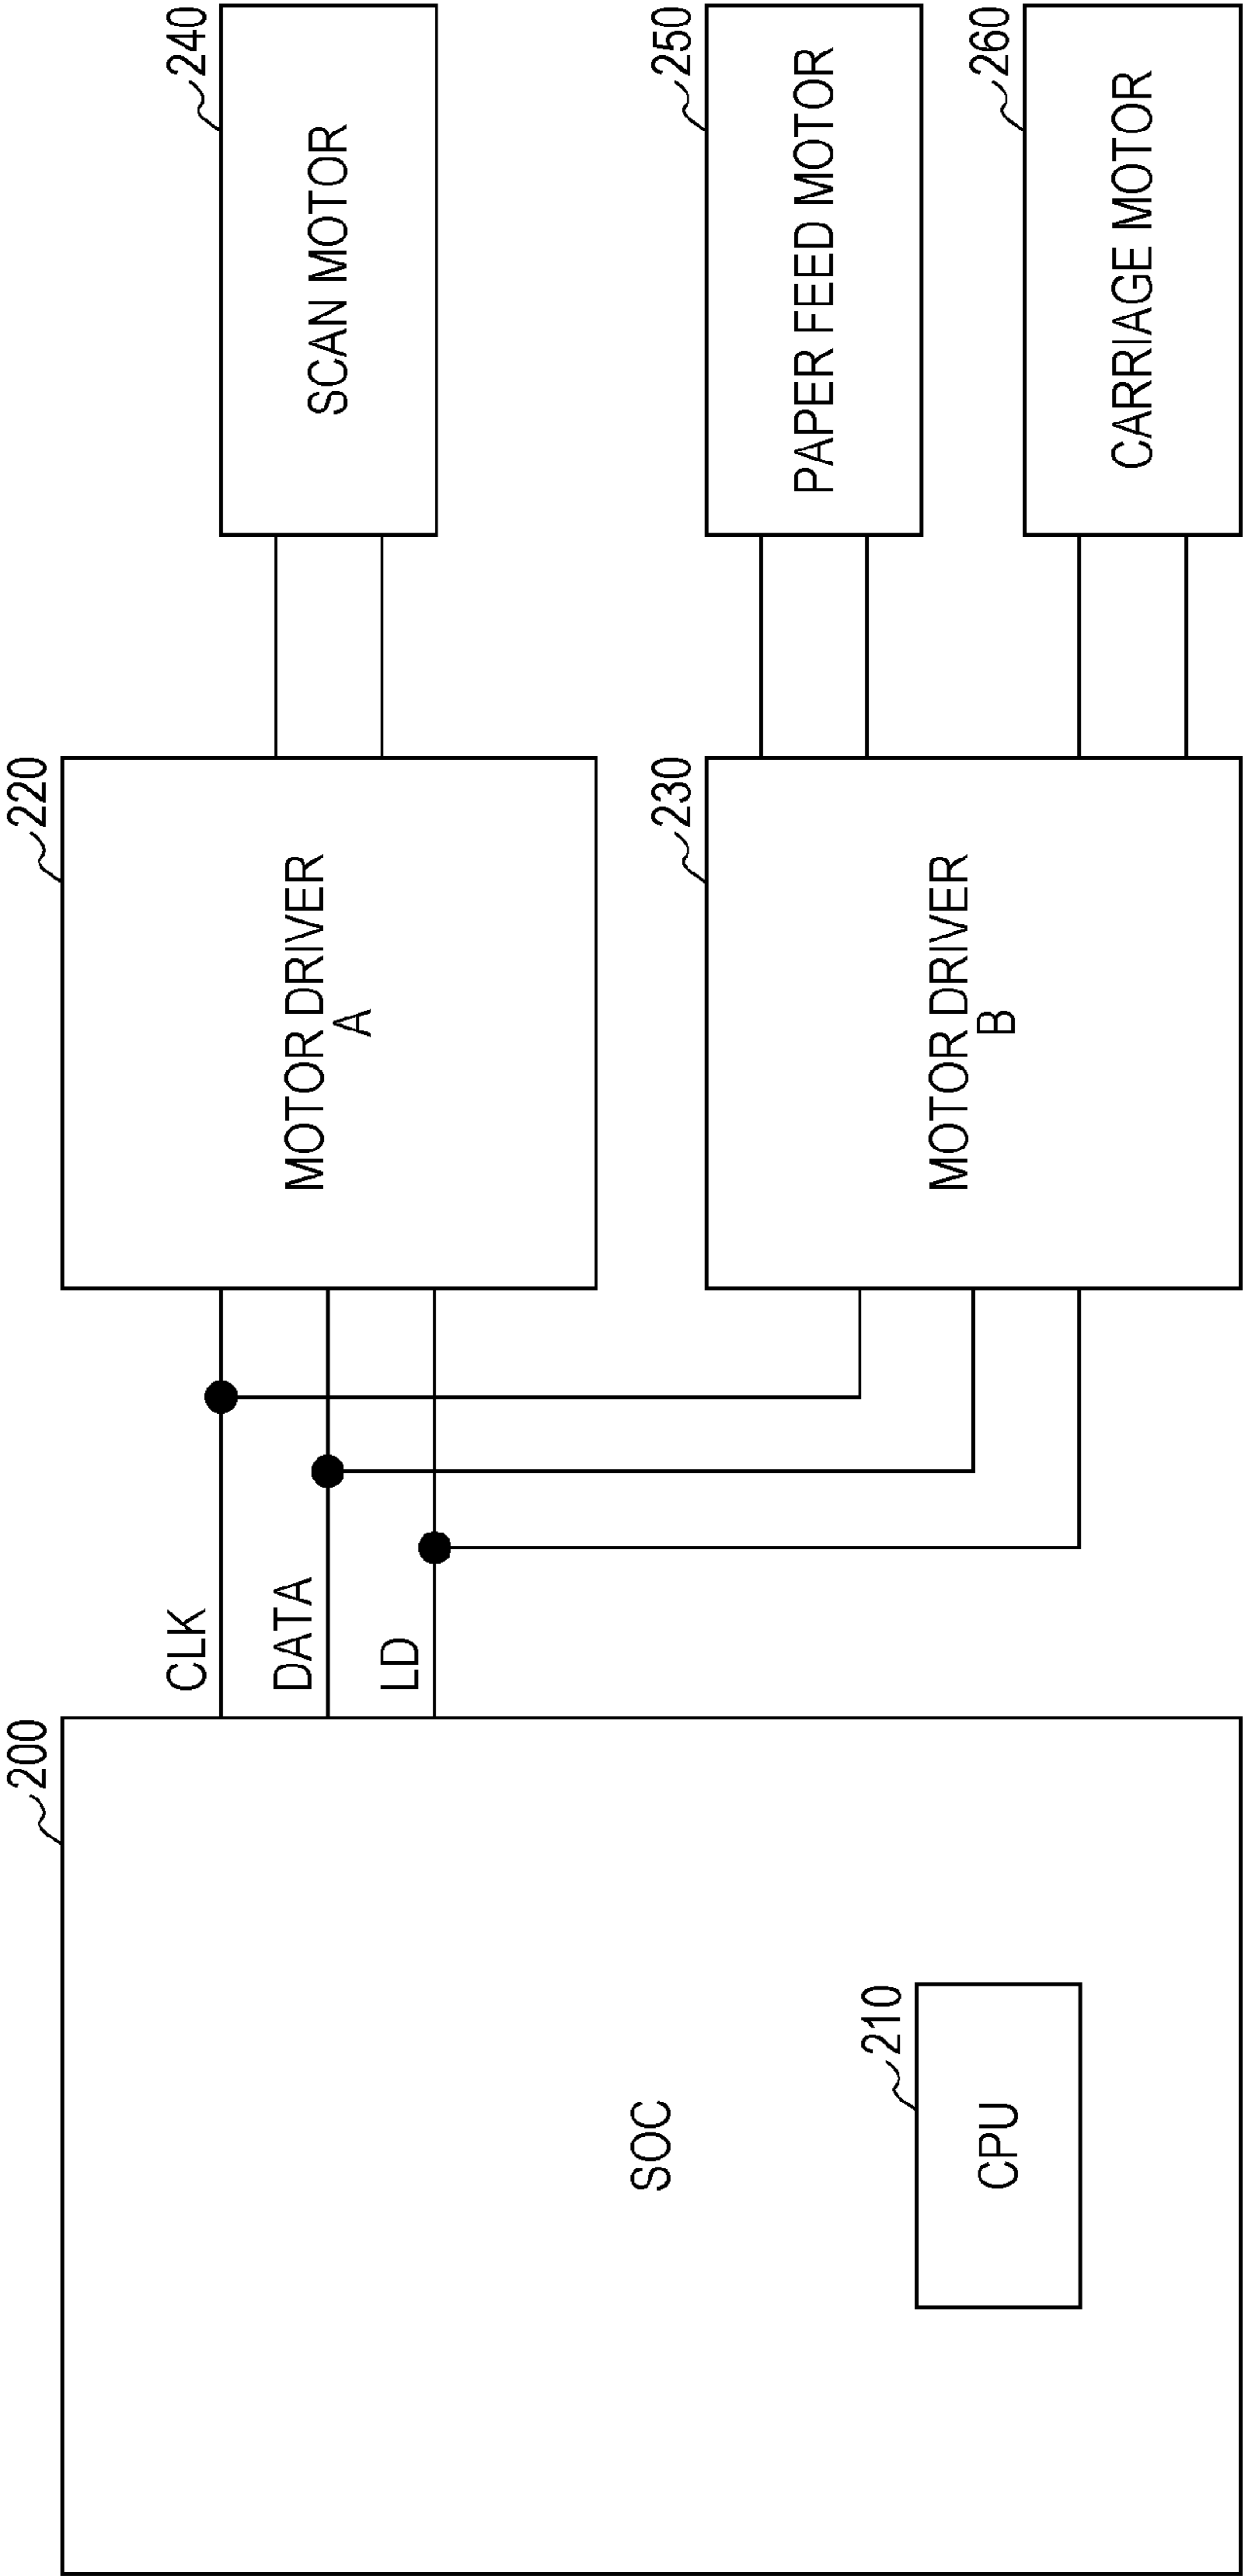 200
SOC
210
CPU
CLK
DATA
LD
220
MOTOR DRIVER
A
230
MOTOR DRIVER
B
240
SCAN MOTOR
250
PAPER FEED MOTOR
260
CARRIAGE MOTOR